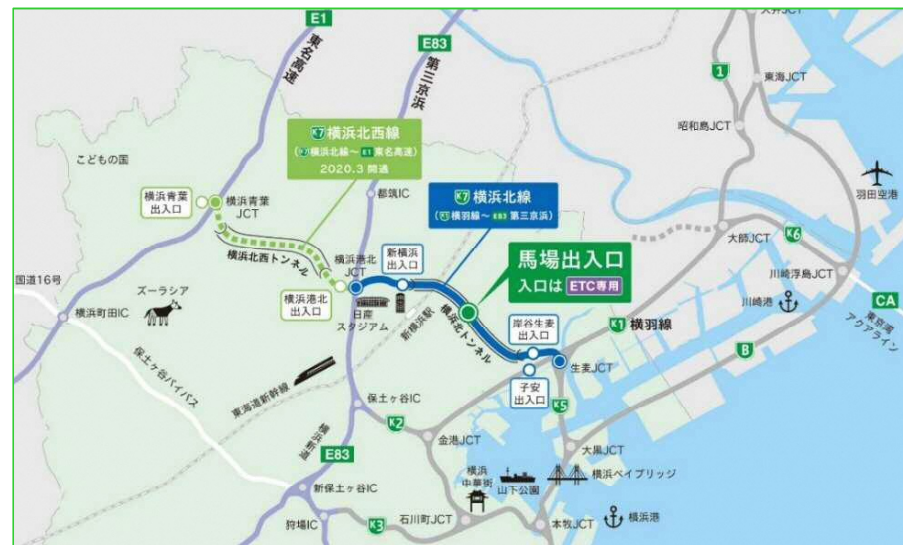 E1
東名高速
E83
第三京浜
大井JCT
1
東海JCT
昭和島JCT
羽田空港
K7 横浜北西線
(K7 横浜北線〜 E1 東名高速)
2020.3 開通
こどもの国
横浜青葉
出入口
横浜青葉
JCT
都筑IC
K7 横浜北線
(K1 横羽線〜 E83 第三京浜)
横浜北西トンネル
横浜港北
JCT
新横浜
出入口
馬場出入口
入口は ETC専用
大師JCT
K6
川崎浮島JCT
国道16号
ズーラシア
横浜港北
出入口
日産
スタジアム
新横浜駅
横浜北トンネル
岸谷生麦
出入口
K1 横羽線
川崎港
CA
東京湾
アクアライン
横浜町田IC
保土ヶ谷バイパス
東海道新幹線
子安
出入口
生麦JCT
B
保土ヶ谷IC
K2
K5
横浜新道
金港JCT
大黒JCT
E83
横浜
中華街
山下公園
横浜ベイブリッジ
新保土ヶ谷IC
狩場IC
K3
石川町JCT
本牧JCT
横浜港